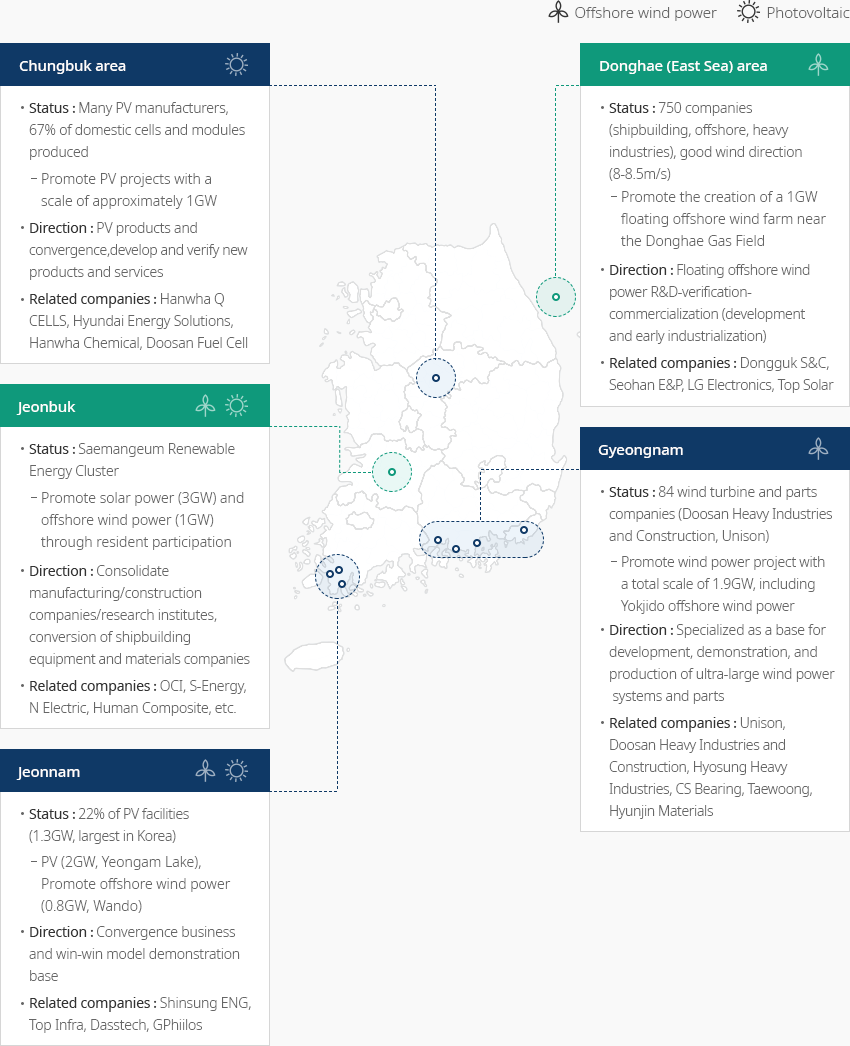 Offshore wind power
Photovoltaic
Chungbuk area
• Status : Many PV manufacturers,
67% of domestic cells and modules
produced
– Promote PV projects with a
scale of approximately 1GW
• Direction : PV products and
convergence,develop and verify new
products and services
• Related companies : Hanwha Q
CELLS, Hyundai Energy Solutions,
Hanwha Chemical, Doosan Fuel Cell
Jeonbuk
• Status : Saemangeum Renewable
Energy Cluster
– Promote solar power (3GW) and
offshore wind power (1GW)
through resident participation
• Direction : Consolidate
manufacturing/construction
companies/research institutes,
conversion of shipbuilding
equipment and materials companies
• Related companies : OCI, S-Energy,
N Electric, Human Composite, etc.
Jeonnam
• Status : 22% of PV facilities
(1.3GW, largest in Korea)
– PV (2GW, Yeongam Lake),
Promote offshore wind power
(0.8GW, Wando)
• Direction : Convergence business
and win-win model demonstration
base
• Related companies : Shinsung ENG,
Top Infra, Dasstech, GPhiilos
Donghae (East Sea) area
• Status : 750 companies
(shipbuilding, offshore, heavy
industries), good wind direction
(8-8.5m/s)
– Promote the creation of a 1GW
floating offshore wind farm near
the Donghae Gas Field
• Direction : Floating offshore wind
power R&D-verification-
commercialization (development
and early industrialization)
• Related companies : Dongguk S&C,
Seohan E&P, LG Electronics, Top Solar
Gyeongnam
• Status : 84 wind turbine and parts
companies (Doosan Heavy Industries
and Construction, Unison)
– Promote wind power project with
a total scale of 1.9GW, including
Yokjido offshore wind power
• Direction : Specialized as a base for
development, demonstration, and
production of ultra-large wind power
systems and parts
• Related companies : Unison,
Doosan Heavy Industries and
Construction, Hyosung Heavy
Industries, CS Bearing, Taewoong,
Hyunjin Materials